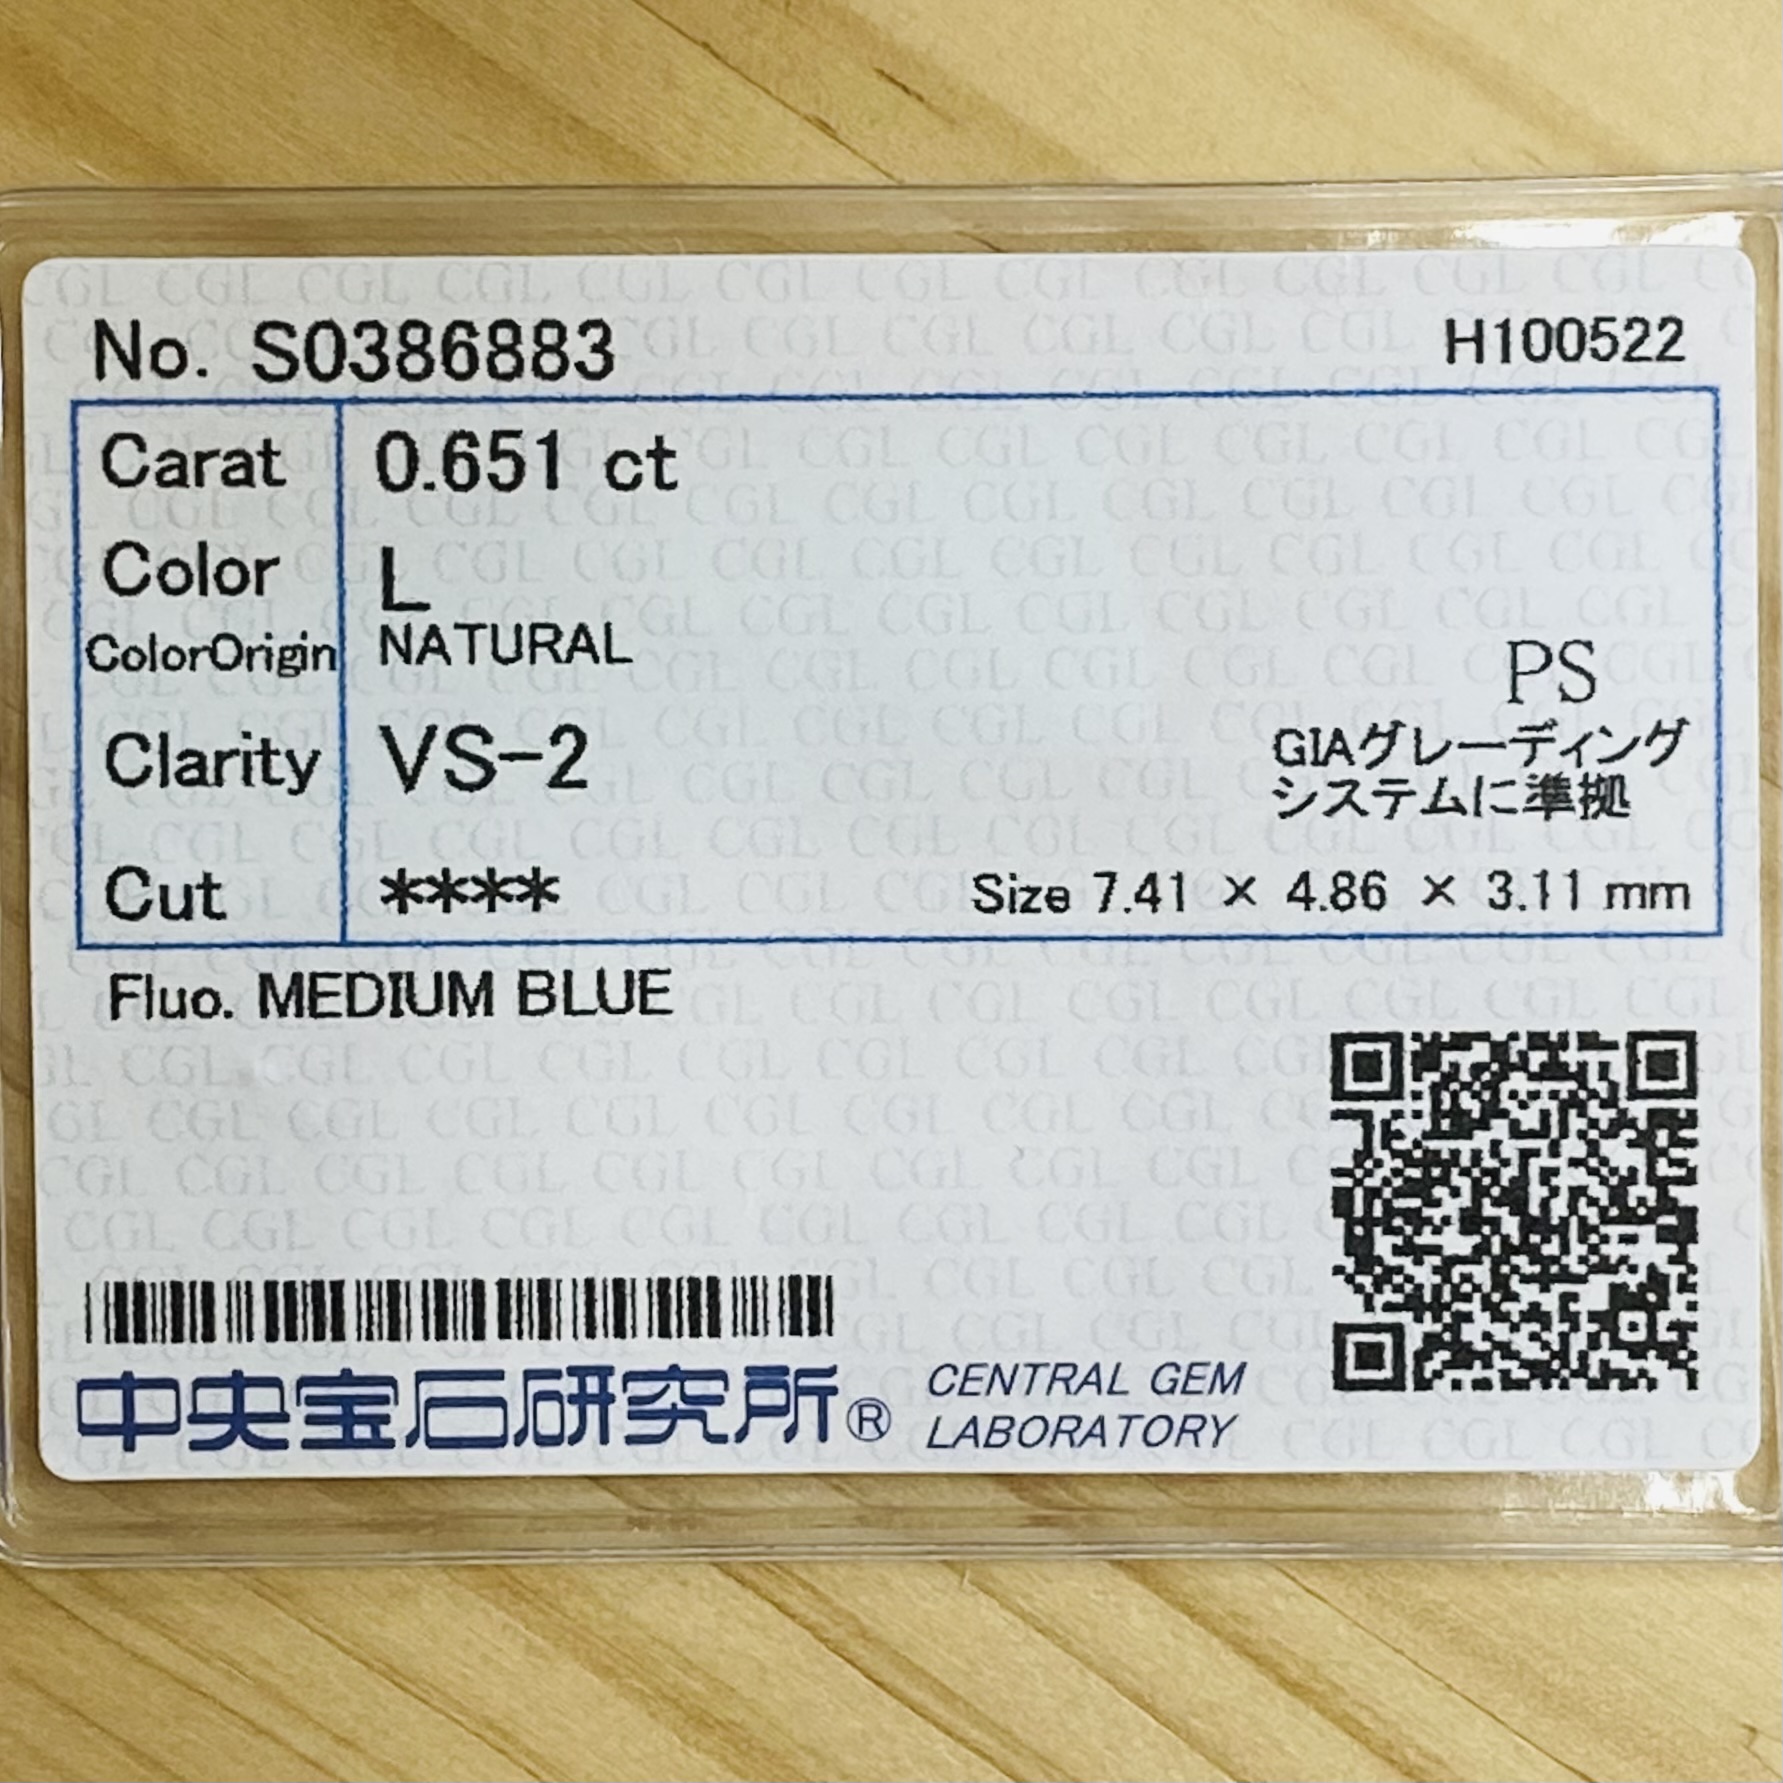 No. S0386883
H100522
Carat 0.651 ct
Color L
ColorOrigin NATURAL
PS
Clarity VS-2
GIAグレーディング
システムに準拠
Cut ****
Size 7.41 × 4.86 × 3.11 mm
Fluo. MEDIUM BLUE
中央宝石研究所®
CENTRAL GEM
LABORATORY